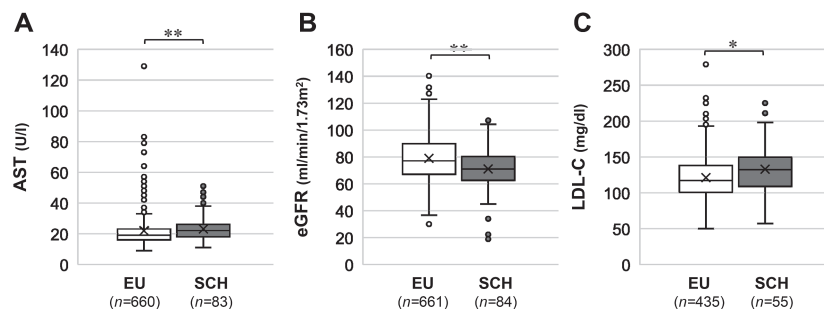 A
**
140
120
100
80
60
40
20
0
AST (U/l)
EU
SCH
(n=660)
(n=83)
B
**
160
140
120
100
80
60
40
20
0
eGFR (ml/min/1.73m²)
EU
SCH
(n=661)
(n=84)
C
*
300
250
200
150
100
50
0
LDL-C (mg/dl)
EU
SCH
(n=435)
(n=55)